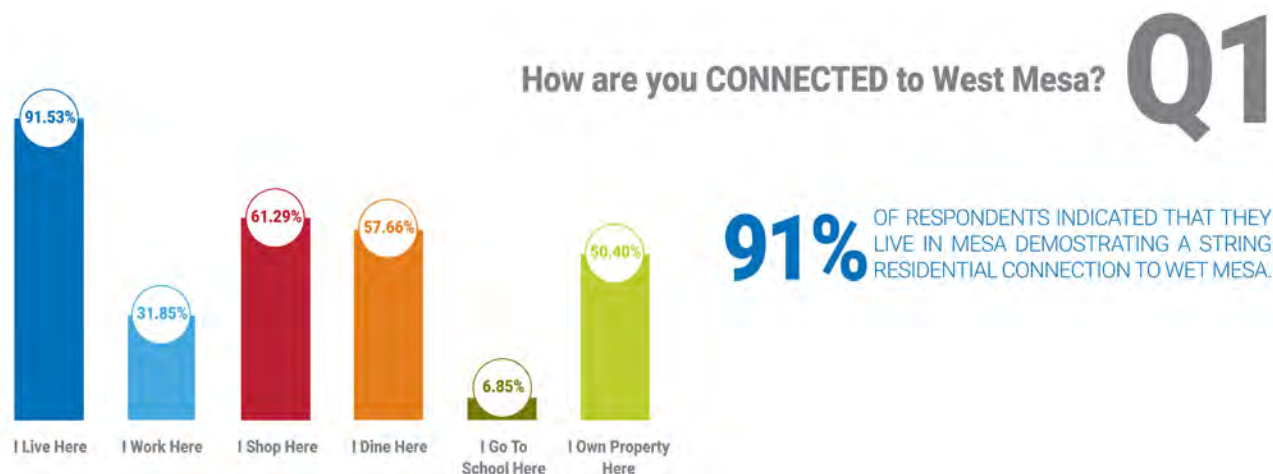 How are you CONNECTED to West Mesa?
Q1
91.53%
31.85%
61.29%
57.66%
6.85%
50.40%
I Live Here
I Work Here
I Shop Here
I Dine Here
I Go To
School Here
I Own Property
Here
91%
OF RESPONDENTS INDICATED THAT THEY
LIVE IN MESA DEMOSTRATING A STRING
RESIDENTIAL CONNECTION TO WET MESA.